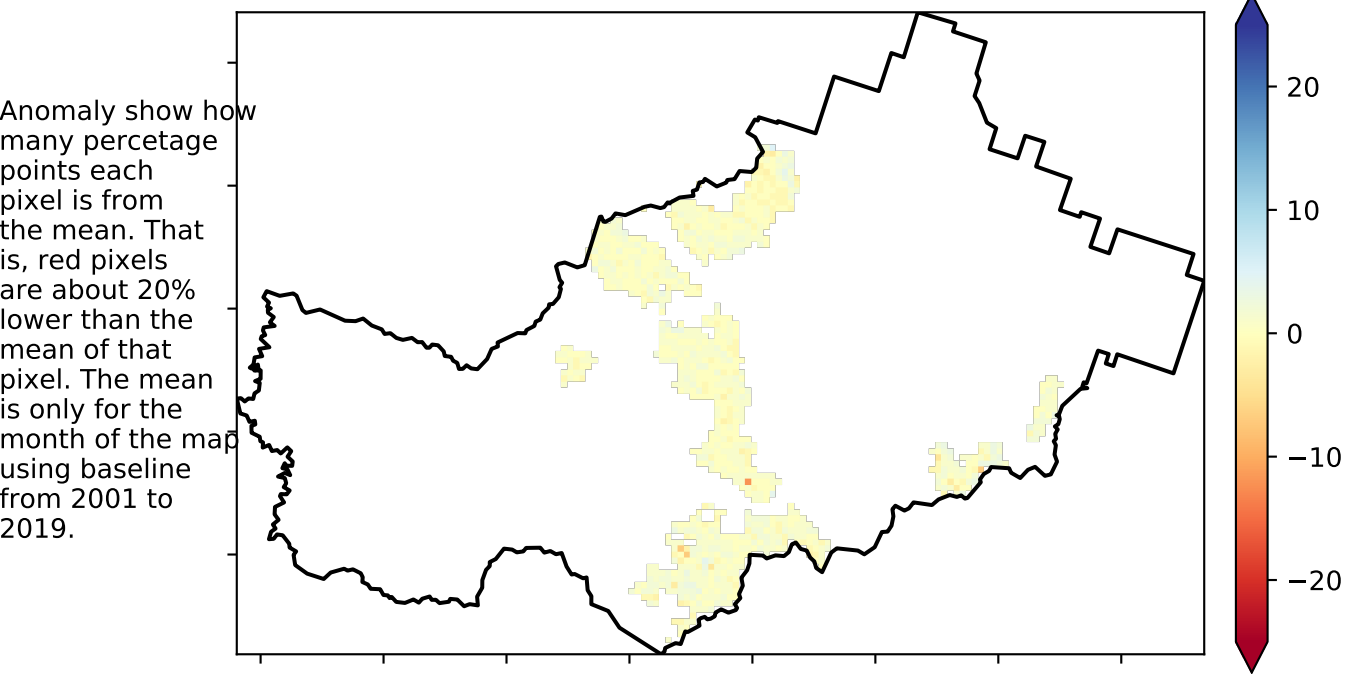 Anomaly show how
many percetage
points each
pixel is from
the mean. That
is, red pixels
are about 20%
lower than the
mean of that
pixel. The mean
is only for the
month of the map
using baseline
from 2001 to
2019.
20
10
0
−10
−20